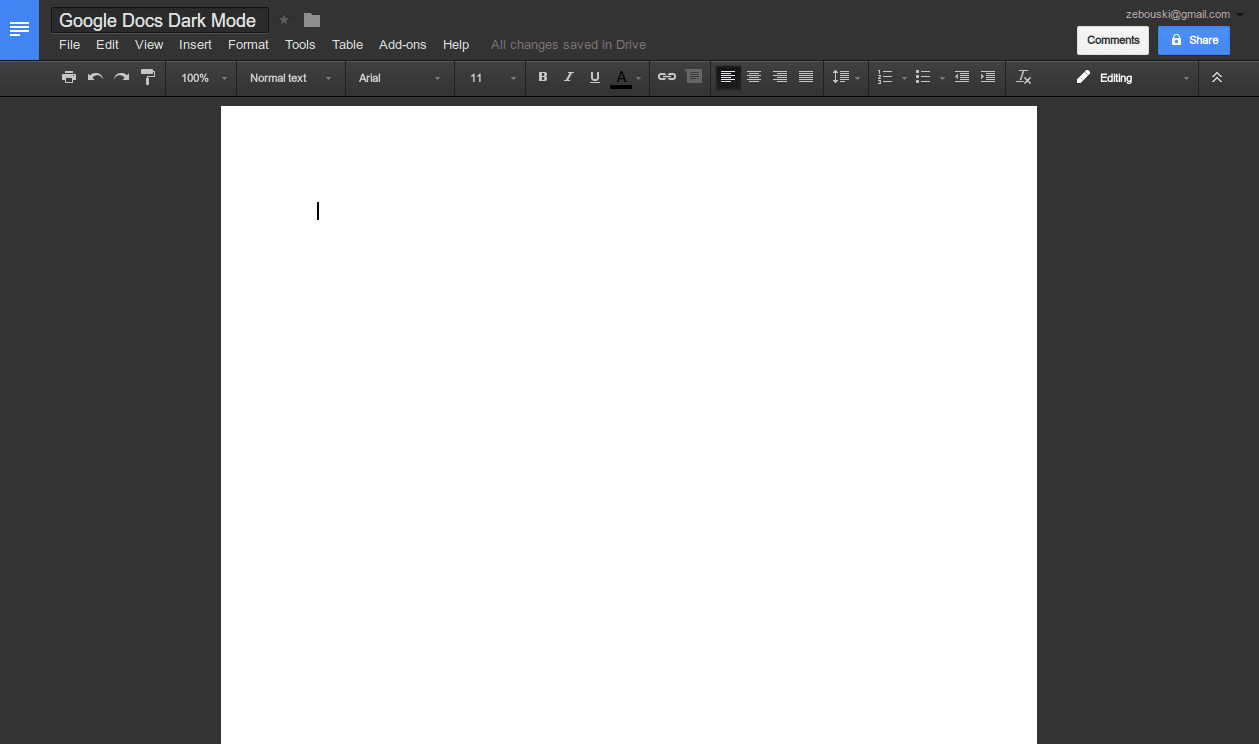 Google Docs Dark Mode
zebouski@gmail.com
File Edit View Insert Format Tools Table Add-ons Help All changes saved in Drive
Comments Share
100% Normal text Arial 11 B I U A Editing